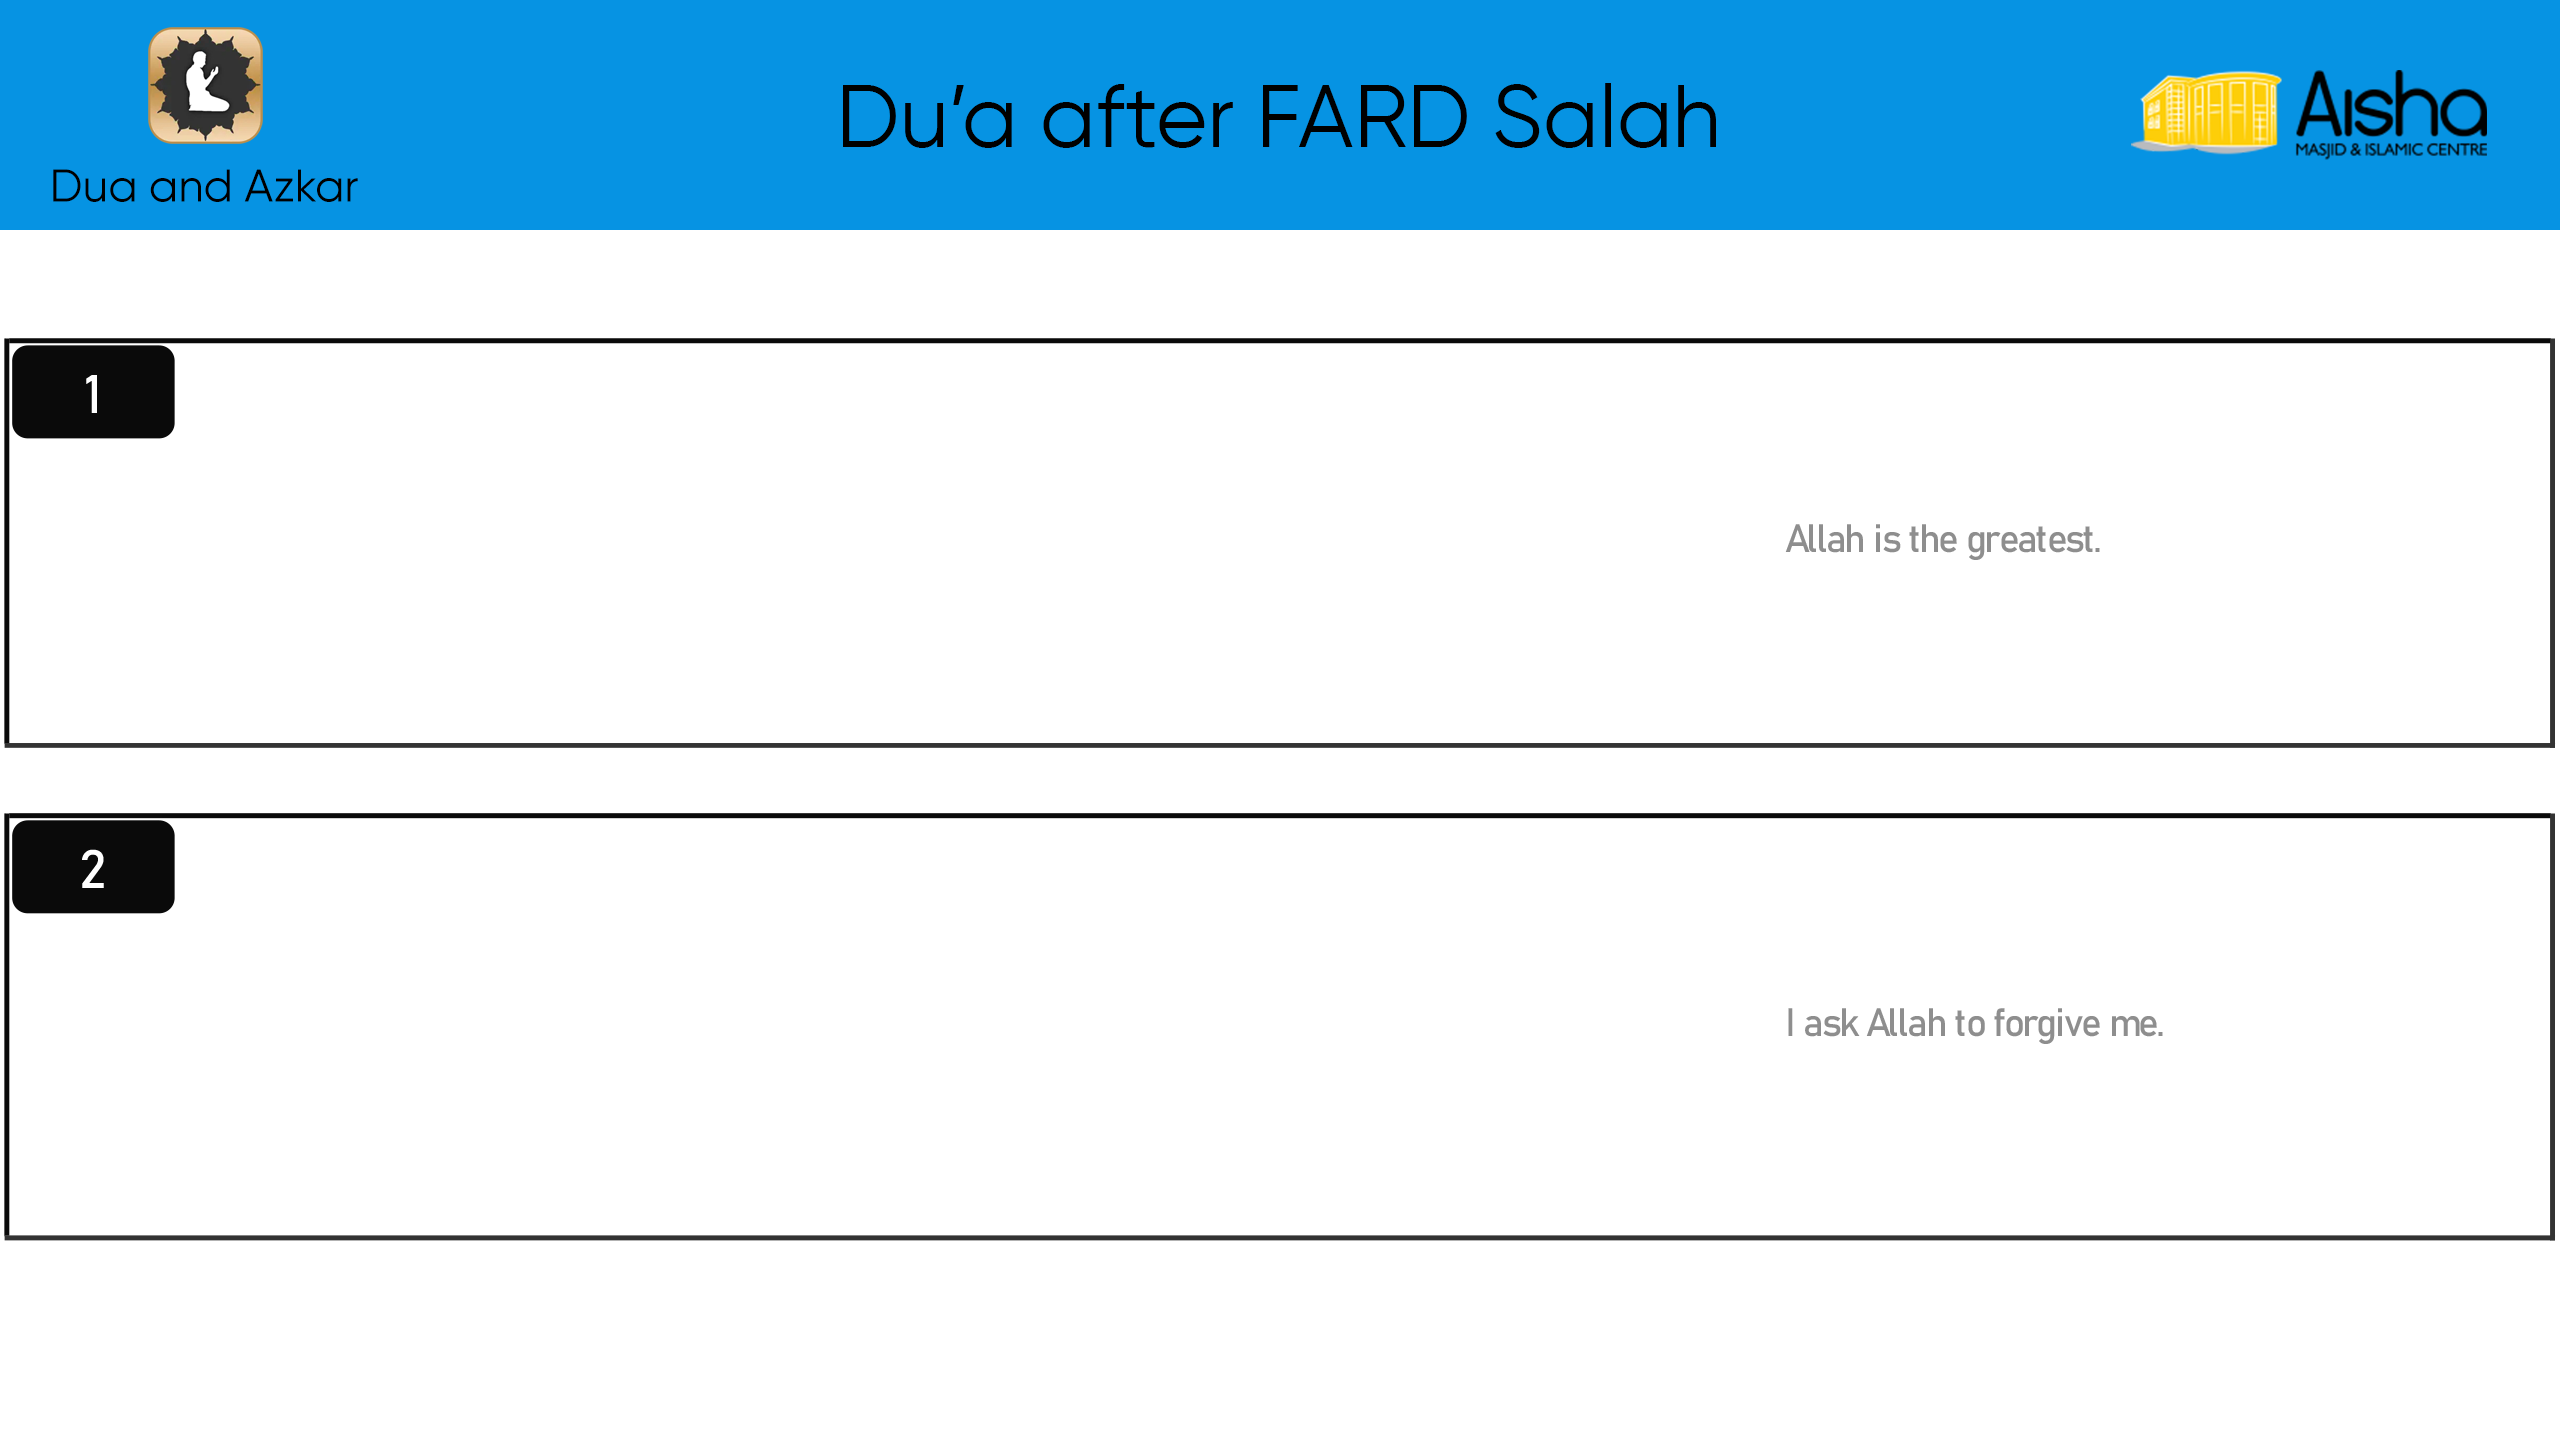 Dua and Azkar
Du’a after FARD Salah
Aisha
MASJID & ISLAMIC CENTRE
1
Allah is the greatest.
2
I ask Allah to forgive me.